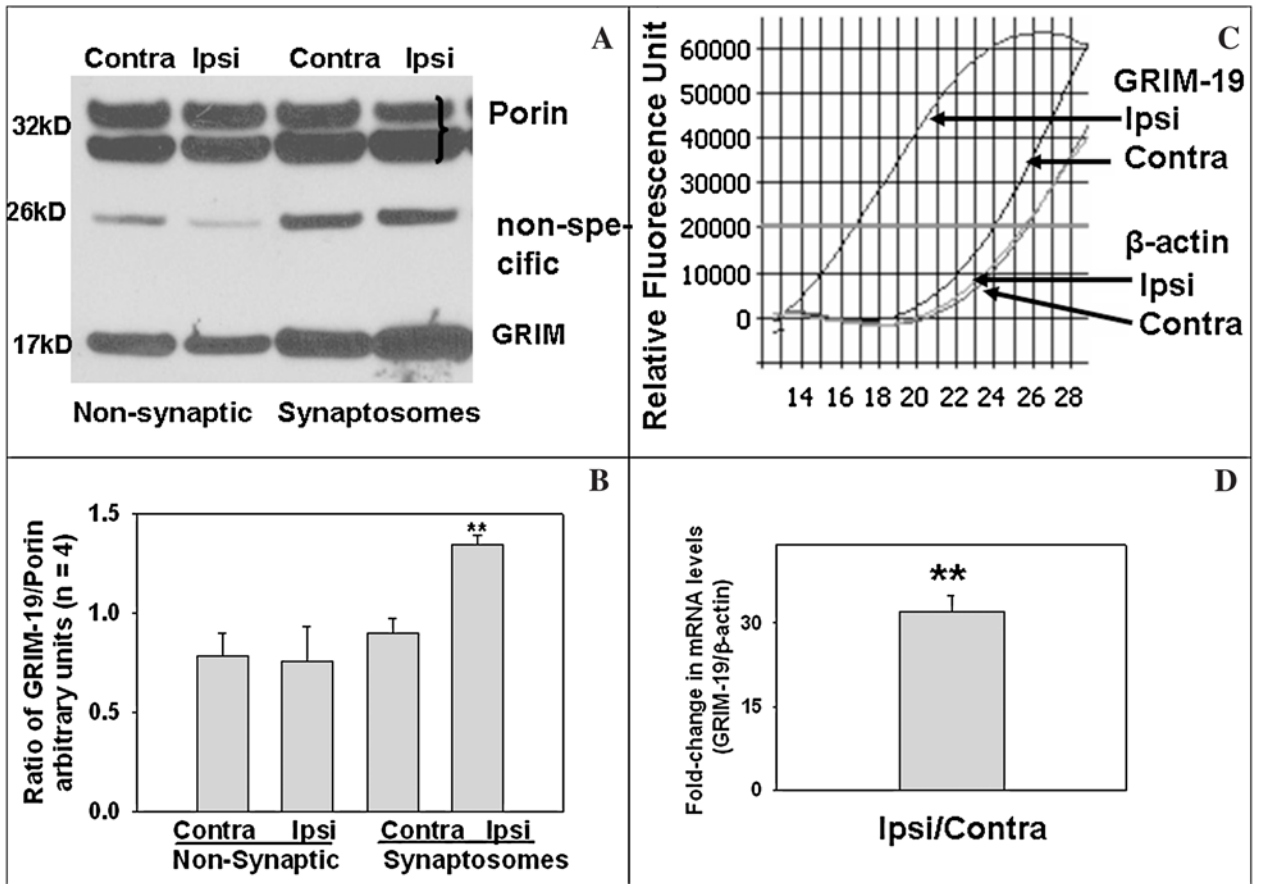 A
Contra Ipsi Contra Ipsi
32kD
Porin
26kD
non-spe-
cific
17kD
GRIM
Non-synaptic Synaptosomes
C
Relative Fluorescence Unit
60000
50000
40000
30000
20000
10000
0
14 16 18 20 22 24 26 28
GRIM-19
Ipsi
Contra
β-actin
Ipsi
Contra
B
Ratio of GRIM-19/Porin
arbitrary units (n = 4)
1.5
1.0
0.5
0.0
**
Contra Ipsi Contra Ipsi
Non-Synaptic Synaptosomes
D
Fold-change in mRNA levels
(GRIM-19/β-actin)
30
15
0
**
Ipsi/Contra